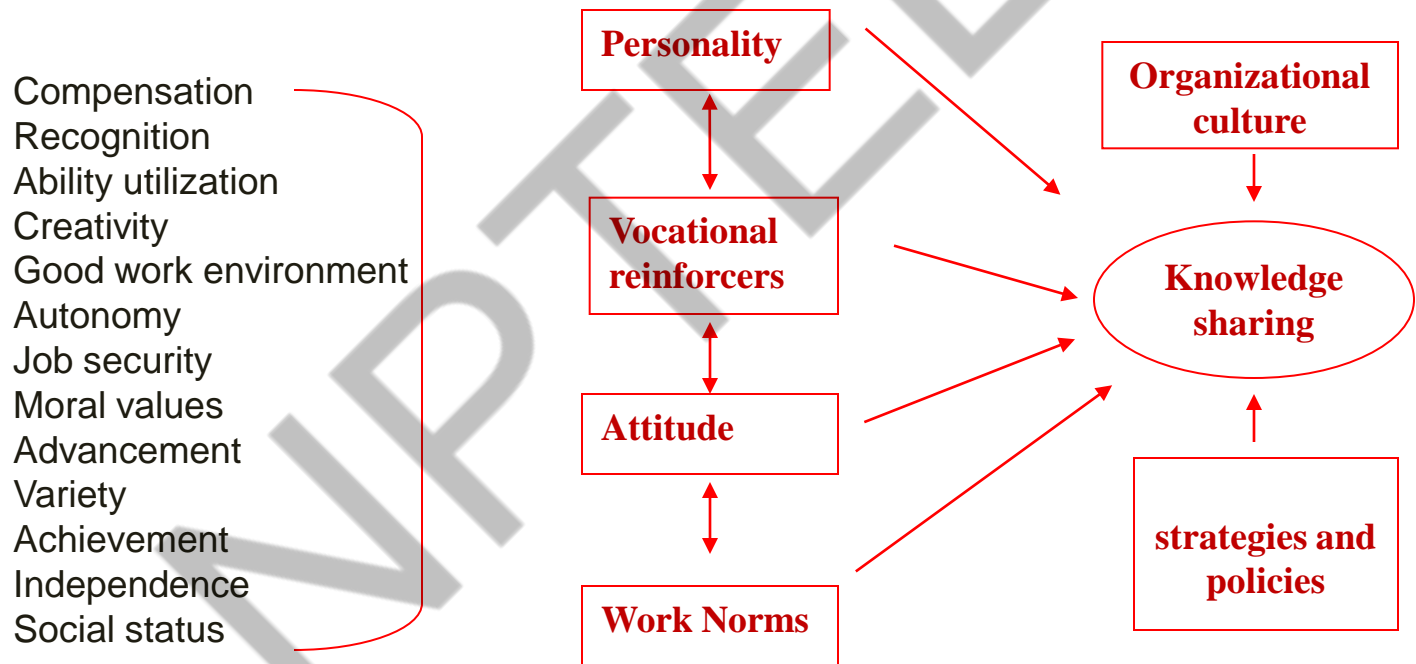 Compensation
Recognition
Ability utilization
Creativity
Good work environment
Autonomy
Job security
Moral values
Advancement
Variety
Achievement
Independence
Social status
Personality
Vocational
reinforcers
Attitude
Work Norms
Organizational
culture
Knowledge
sharing
strategies and
policies
NPTEL